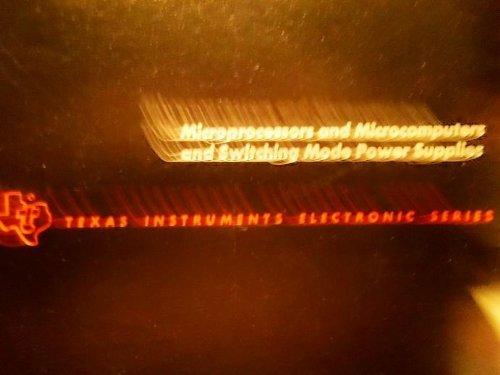 Microprocessors and Microcomputers
and Switching Mode Power Supplies
TEXAS INSTRUMENTS ELECTRONIC SERIES